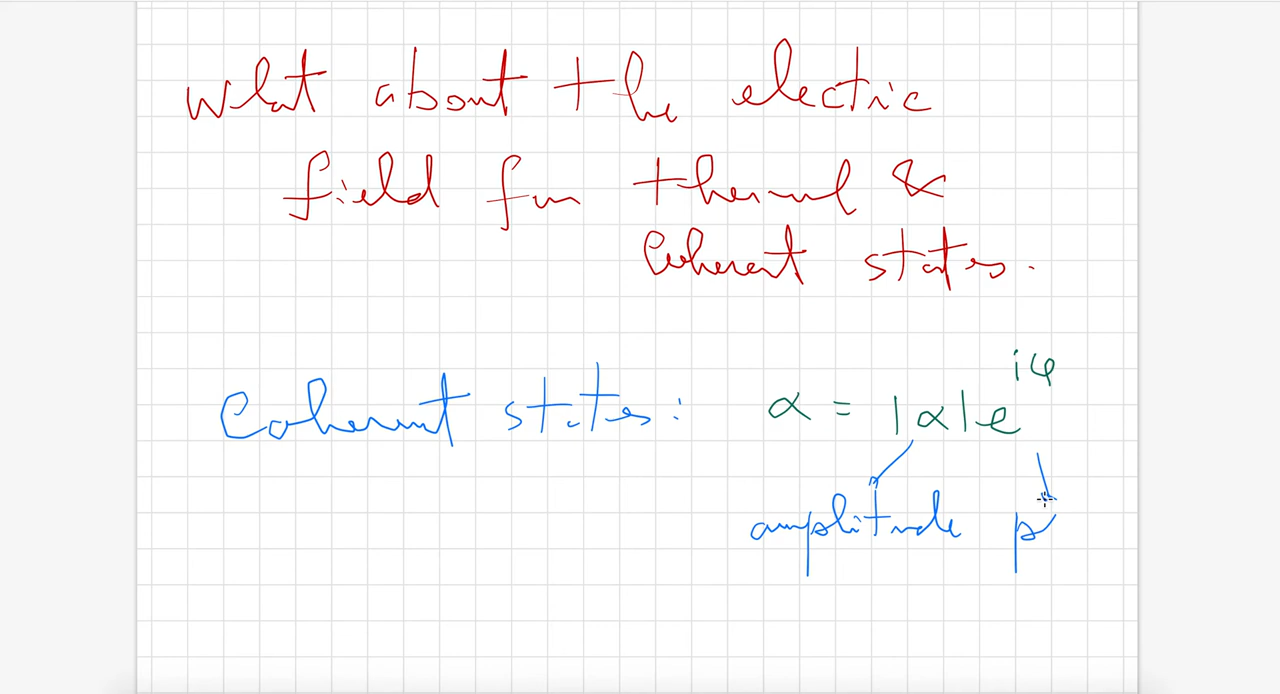 What about the electric
field for thermal &
Coherent states.
Coherent states: α = |α|e^{iφ}
amplitude p